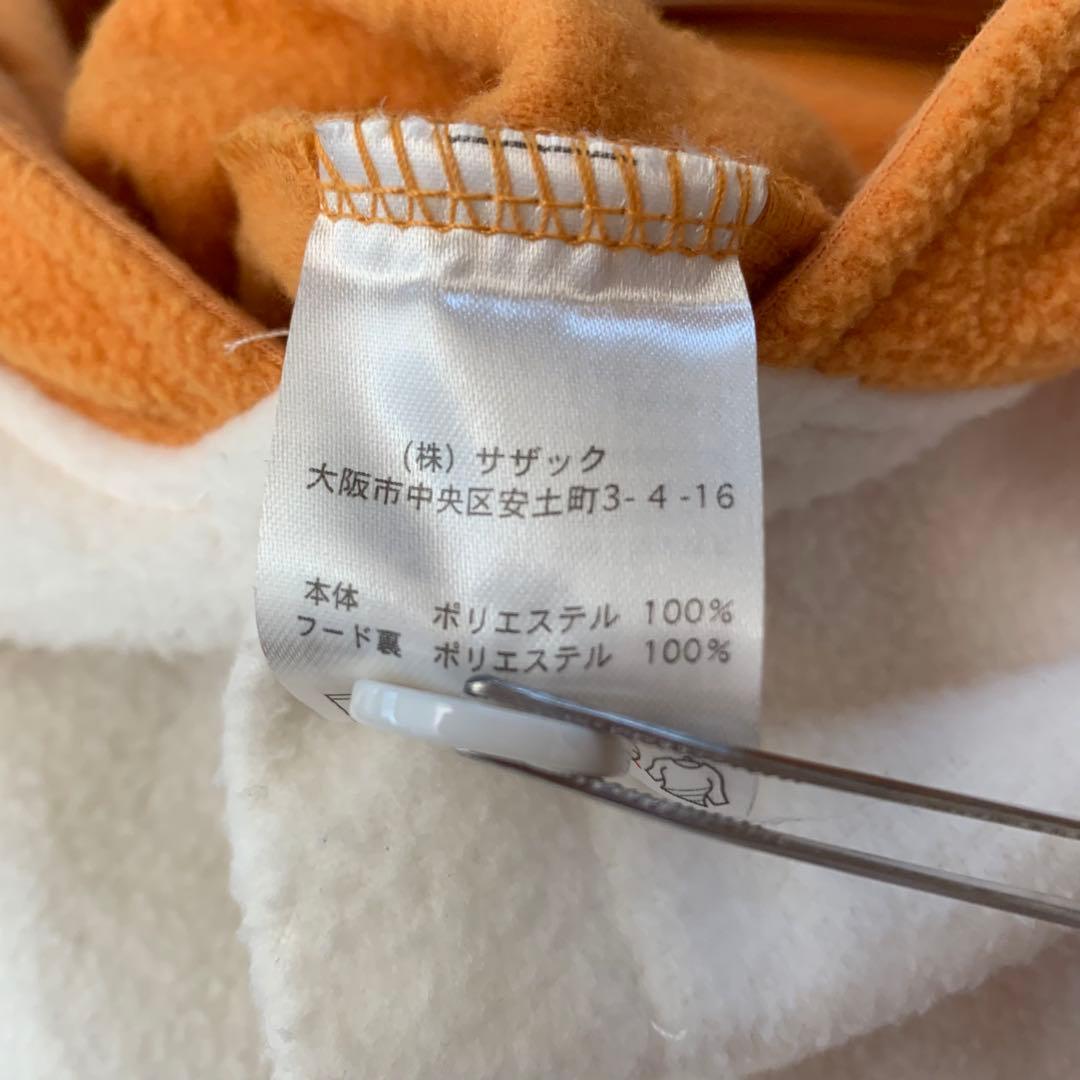 (株) サザック
大阪市中央区安土町3-4-16
本体 ポリエステル 100%
フード裏 ポリエステル 100%